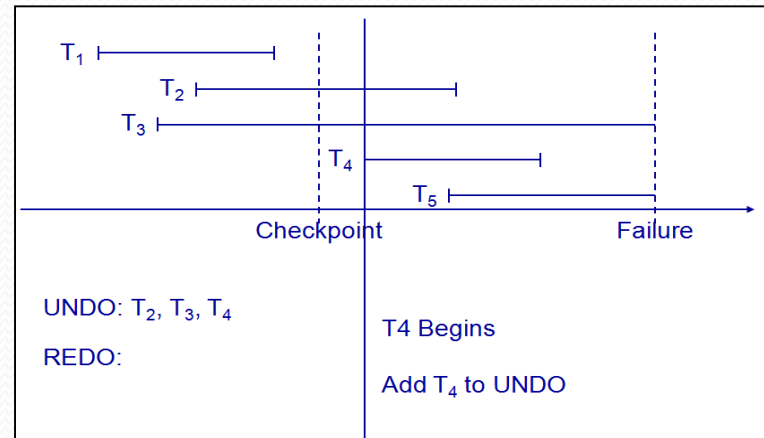 T₁
T₂
T₃
T₄
T₅
Checkpoint Failure
UNDO: T₂, T₃, T₄
REDO:
T4 Begins
Add T₄ to UNDO